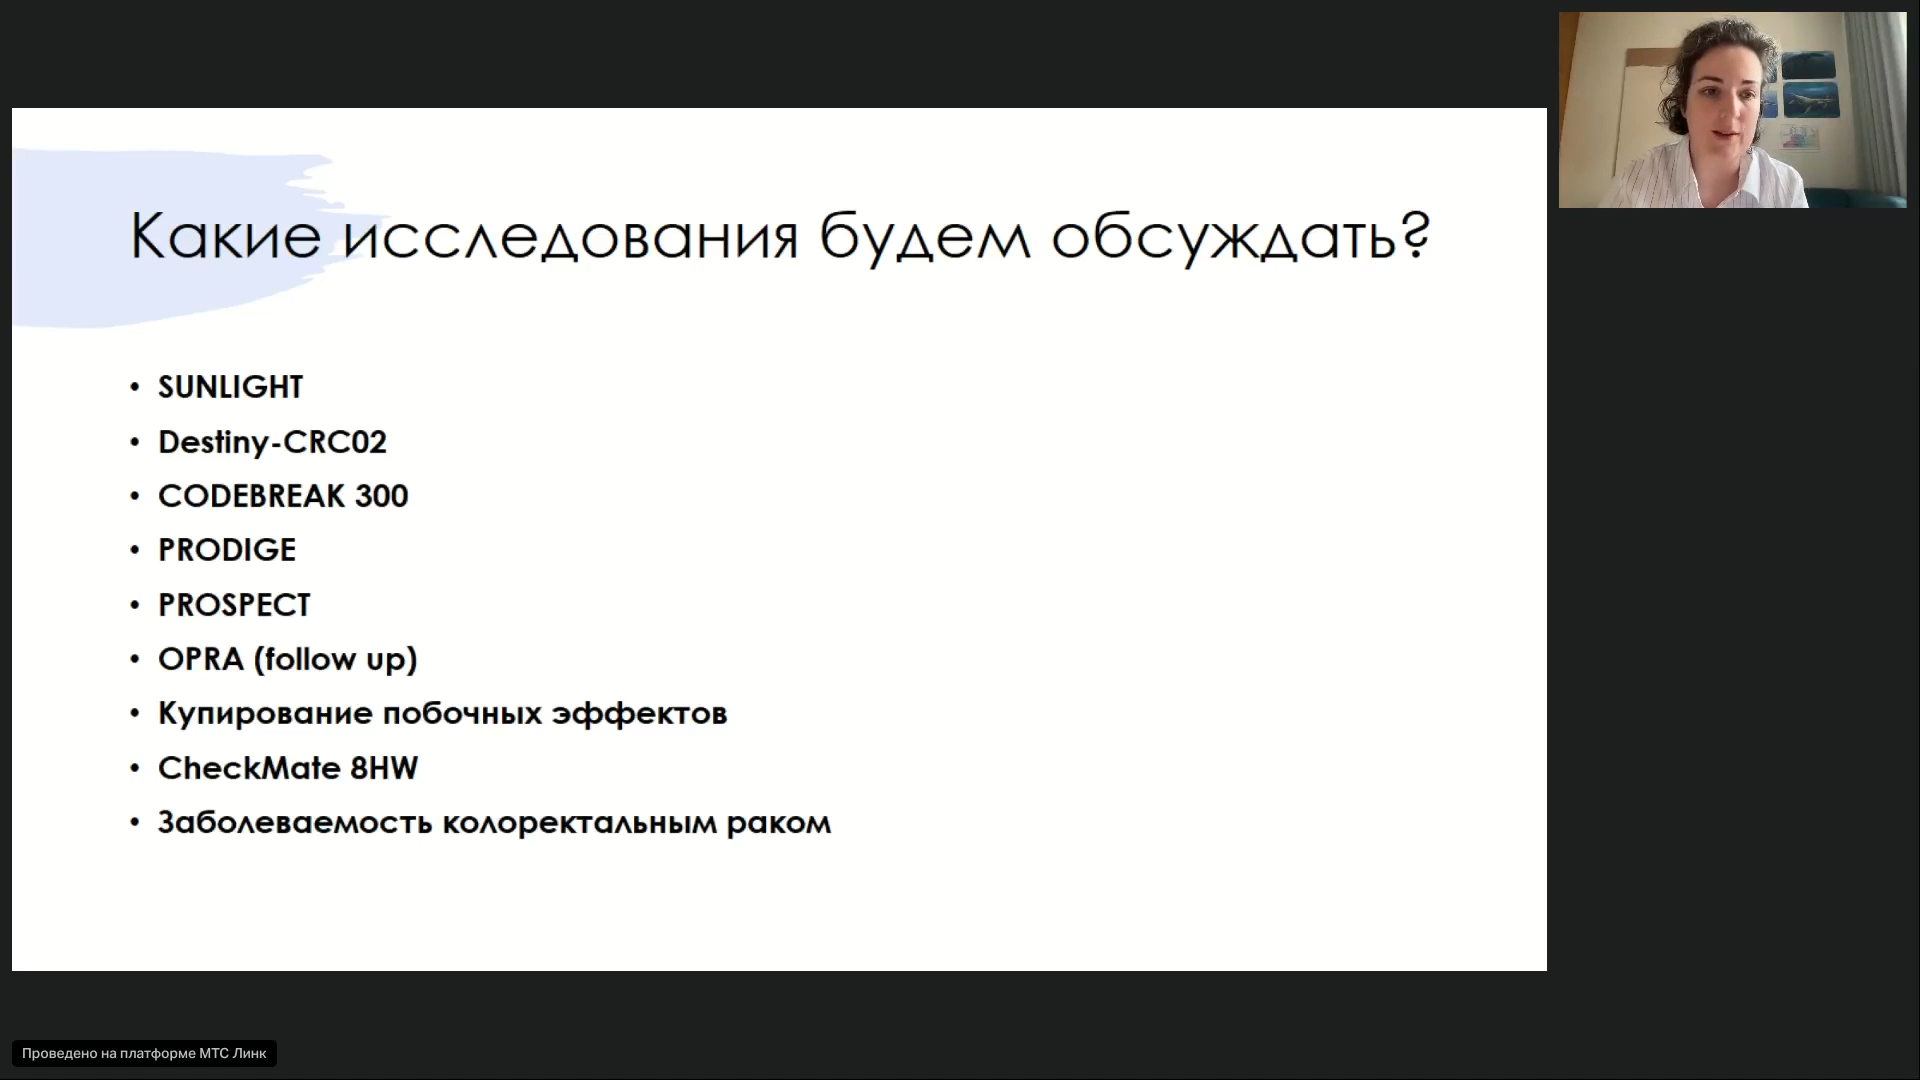 Какие исследования будем обсуждать?
• SUNLIGHT
• Destiny-CRC02
• CODEBREAK 300
• PRODIGE
• PROSPECT
• OPRA (follow up)
• Купирование побочных эффектов
• CheckMate 8HW
• Заболеваемость колоректальным раком
Проведено на платформе МТС Линк